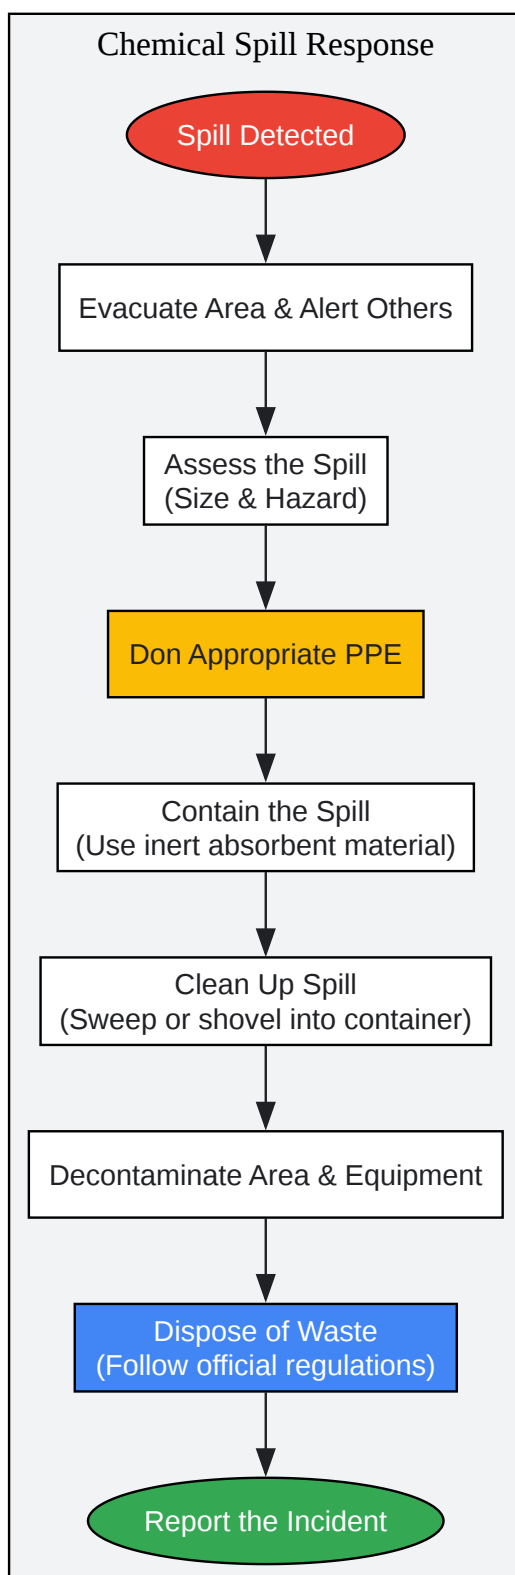 Chemical Spill Response
Spill Detected
Evacuate Area & Alert Others
Assess the Spill
(Size & Hazard)
Don Appropriate PPE
Contain the Spill
(Use inert absorbent material)
Clean Up Spill
(Sweep or shovel into container)
Decontaminate Area & Equipment
Dispose of Waste
(Follow official regulations)
Report the Incident